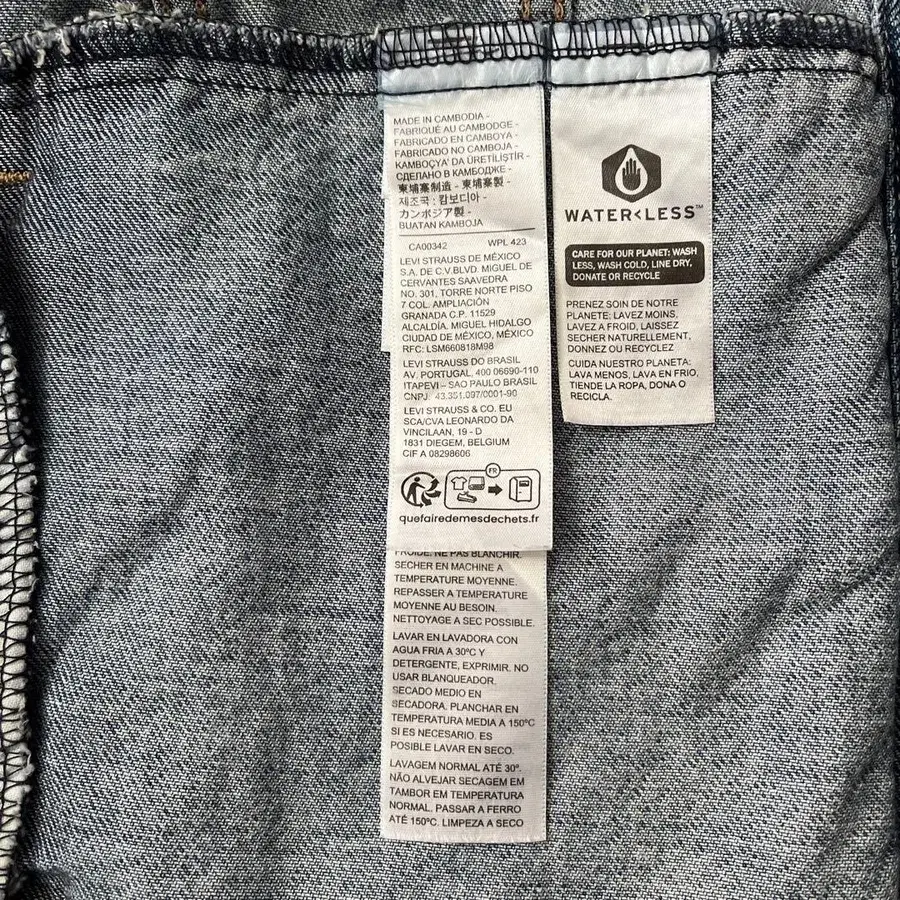 MADE IN CAMBODIA -
FABRIQUÉ AU CAMBODGE -
FABRICADO EN CAMBOYA -
FABRICADO NO CAMBOJA -
KAMBOÇYA' DA ÜRETİLİŞTİR -
СДЕЛАНО В КАМБОДЖЕ -
柬埔寨制造 - 柬埔寨製 -
제조국 : 캄보디아 -
カンボジア製 -
BUATAN KAMBOJA
CA00342 WPL 423
LEVI STRAUSS DE MÉXICO
S.A. DE C.V.BLVD. MIGUEL DE
CERVANTES SAAVEDRA
NO. 301, TORRE NORTE PISO
7 COL. AMPLIACIÓN
GRANADA C.P. 11529
ALCALDÍA. MIGUEL HIDALGO
CIUDAD DE MÉXICO, MÉXICO
RFC: LSM660818M98
LEVI STRAUSS DO BRASIL
AV. PORTUGAL, 400 06690-110
ITAPEVI – SAO PAULO BRASIL
CNPJ. 43.351.097/0001-90
LEVI STRAUSS & CO. EU
SCA/CVA LEONARDO DA
VINCILAAN, 19 - D
1831 DIEGEM, BELGIUM
CIF A 08298606
FR
quefairedemesdechets.fr
FROIDE. NE PAS BLANCHIR.
SECHER EN MACHINE A
TEMPERATURE MOYENNE.
REPASSER A TEMPERATURE
MOYENNE AU BESOIN.
NETTOYAGE A SEC POSSIBLE.
LAVAR EN LAVADORA CON
AGUA FRIA A 30ºC Y
DETERGENTE, EXPRIMIR. NO
USAR BLANQUEADOR.
SECADO MEDIO EN
SECADORA. PLANCHAR EN
TEMPERATURA MEDIA A 150ºC
SI ES NECESARIO. ES
POSIBLE LAVAR EN SECO.
LAVAGEM NORMAL ATÉ 30º.
NÃO ALVEJAR SECAGEM EM
TAMBOR EM TEMPERATURA
NORMAL. PASSAR A FERRO
ATÉ 150ºC. LIMPEZA A SECO
WATER<LESS™
CARE FOR OUR PLANET: WASH
LESS, WASH COLD, LINE DRY,
DONATE OR RECYCLE
PRENEZ SOIN DE NOTRE
PLANETE: LAVEZ MOINS,
LAVEZ A FROID, LAISSEZ
SECHER NATURELLEMENT,
DONNEZ OU RECYCLEZ
CUIDA NUESTRO PLANETA:
LAVA MENOS, LAVA EN FRIO,
TIENDE LA ROPA, DONA O
RECICLA.